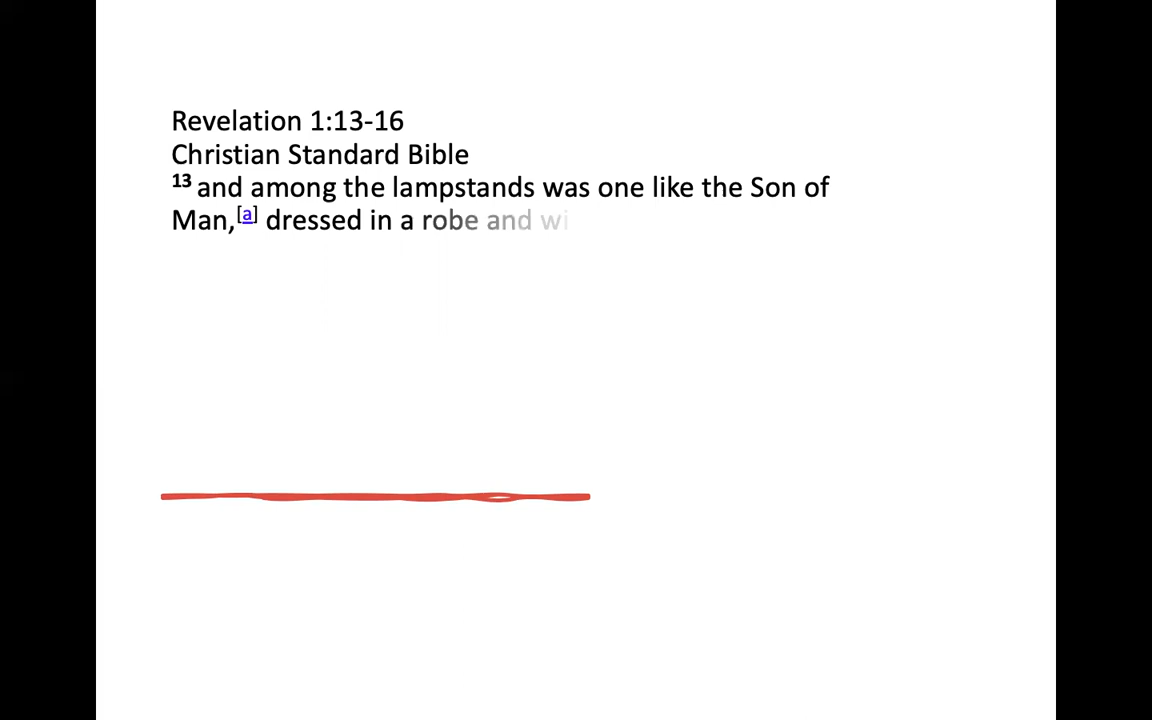 Revelation 1:13-16
Christian Standard Bible
13 and among the lampstands was one like the Son of
Man,[a] dressed in a robe and wi